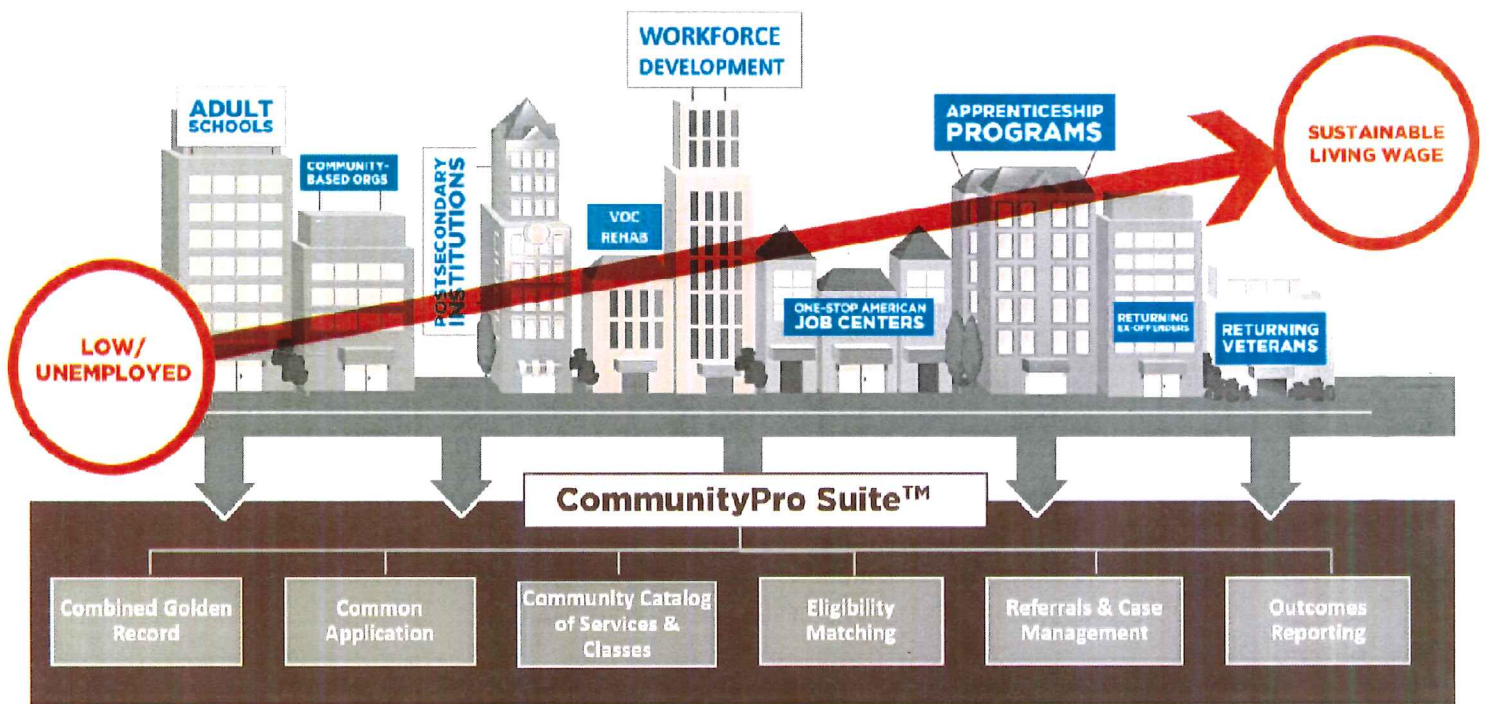 WORKFORCE
DEVELOPMENT
ADULT
SCHOOLS
COMMUNITY-
BASED ORGS
POSTSECONDARY
INSTITUTIONS
VOC
REHAB
ONE-STOP AMERICAN
JOB CENTERS
APPRENTICESHIP
PROGRAMS
RETURNING
EX-OFFENDERS
RETURNING
VETERANS
SUSTAINABLE
LIVING WAGE
LOW/
UNEMPLOYED
CommunityPro Suite™
Combined Golden
Record
Common
Application
Community Catalog
of Services &
Classes
Eligibility
Matching
Referrals & Case
Management
Outcomes
Reporting